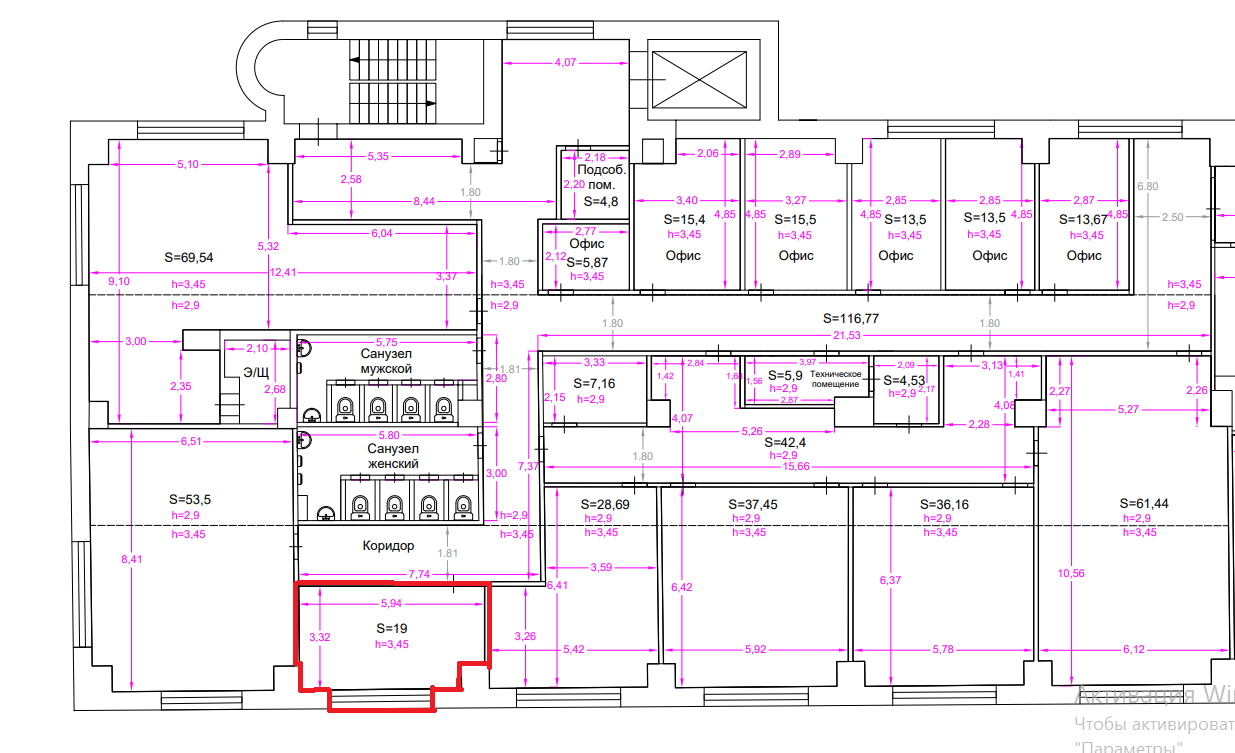 4,07
5,10
5,35
2,58
1.80
8,44
2,18
Подсоб.
пом.
2,20
S=4,8
2,06
2,89
3,40
4,85
S=15,4
h=3,45
Офис
3,27
4,85
S=15,5
h=3,45
Офис
2,85
4,85
S=13,5
h=3,45
Офис
2,85
4,85
S=13,5
h=3,45
Офис
2,87
4,85
S=13,67
h=3,45
Офис
6.80
2.50
6,04
5,32
S=69,54
12,41
9,10
h=3,45
h=2,9
3,37
1.80
h=3,45
h=2,9
2,77
Офис
2,12
S=5,87
h=3,45
h=3,45
h=2,9
1.80
S=116,77
1.80
21,53
3,00
2,35
2,10
Э/Щ
2,68
5,75
Санузел
мужской
2,80
1.81
3,33
S=7,16
2,15
h=2,9
2,84
1,42
4,07
3,97
S=5,9
Техническое
помещение
1,56
h=2,9
2,87
2,09
S=4,53
h=2,9
2,17
3,13
1,41
4,08
2,28
2,27
2,26
5,27
6,51
5,80
Санузел
женский
3,00
7,37
1.80
5,26
S=42,4
h=2,9
15,66
S=53,5
h=2,9
h=3,45
8,41
h=2,9
h=3,45
Коридор
1.81
7,74
S=28,69
h=2,9
h=3,45
3,59
6,41
S=37,45
h=2,9
h=3,45
6,42
S=36,16
h=2,9
h=3,45
6,37
S=61,44
h=2,9
h=3,45
10,56
5,94
3,32
S=19
h=3,45
3,26
5,42
5,92
5,78
6,12
Активация Wi
Чтобы активироват
"Параметры"